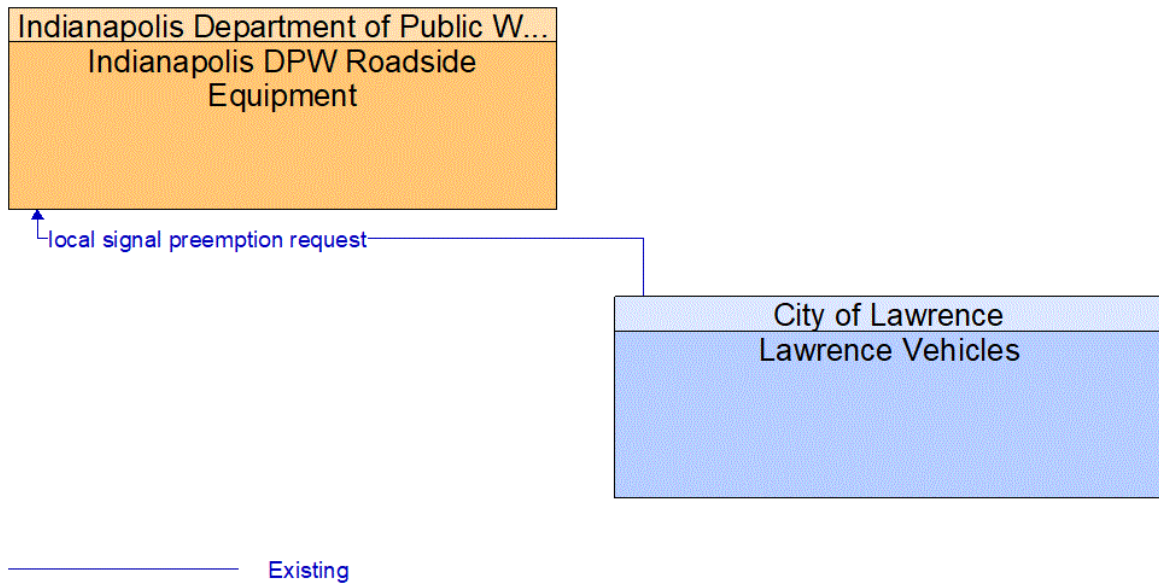 Indianapolis Department of Public W...
Indianapolis DPW Roadside
Equipment
local signal preemption request
City of Lawrence
Lawrence Vehicles
Existing